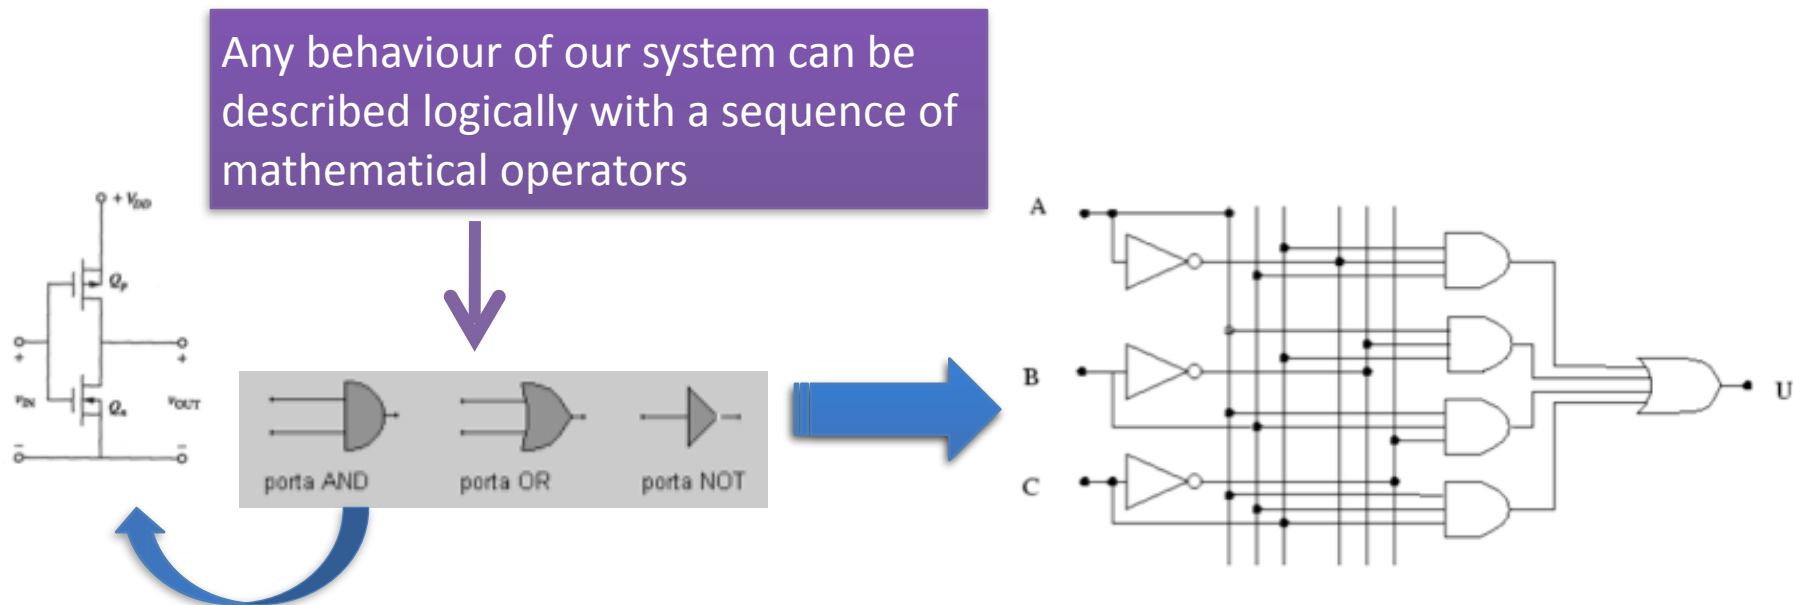 Any behaviour of our system can be
described logically with a sequence of
mathematical operators
+ V_DD
Q_p
+
+
v_IN
Q_n
v_OUT
−
−
porta AND
porta OR
porta NOT
A
B
C
U